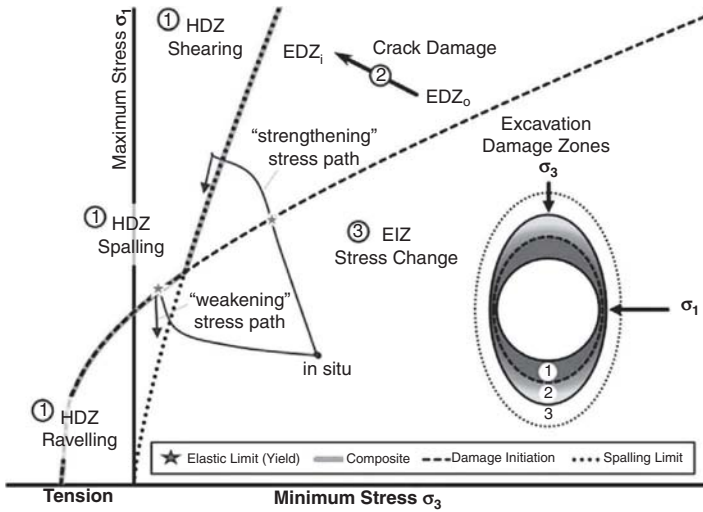 ① HDZ
Shearing
EDZi
Crack Damage
②
EDZo
Maximum Stress σ1
"strengthening"
stress path
Excavation
Damage Zones
σ3
① HDZ
Spalling
③ EIZ
Stress Change
"weakening"
stress path
σ1
in situ
① HDZ
Ravelling
1
2
3
Elastic Limit (Yield) Composite Damage Initiation Spalling Limit
Tension Minimum Stress σ3